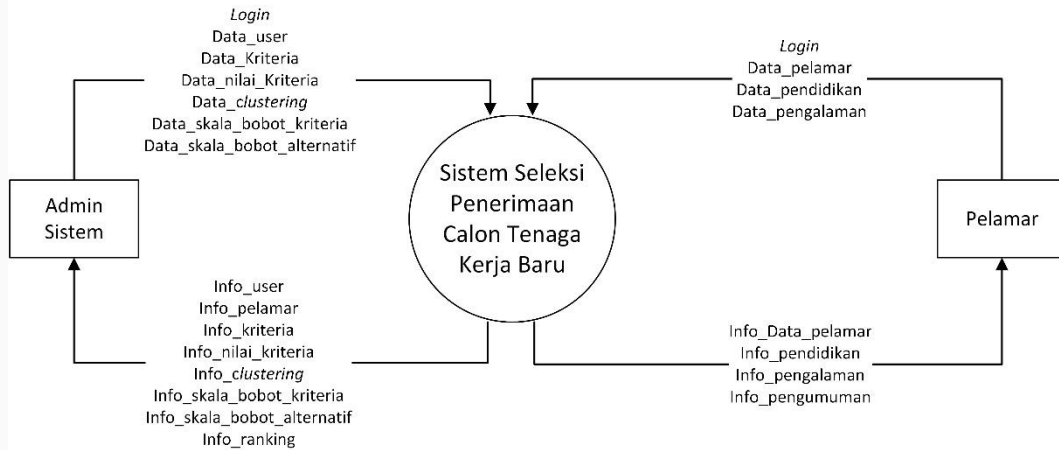 Login
Data_user
Data_Kriteria
Data_nilai_Kriteria
Data_clustering
Data_skala_bobot_kriteria
Data_skala_bobot_alternatif
Login
Data_pelamar
Data_pendidikan
Data_pengalaman
Admin
Sistem
Sistem Seleksi
Penerimaan
Calon Tenaga
Kerja Baru
Pelamar
Info_user
Info_pelamar
Info_kriteria
Info_nilai_kriteria
Info_clustering
Info_skala_bobot_kriteria
Info_skala_bobot_alternatif
Info_ranking
Info_Data_pelamar
Info_pendidikan
Info_pengalaman
Info_pengumuman